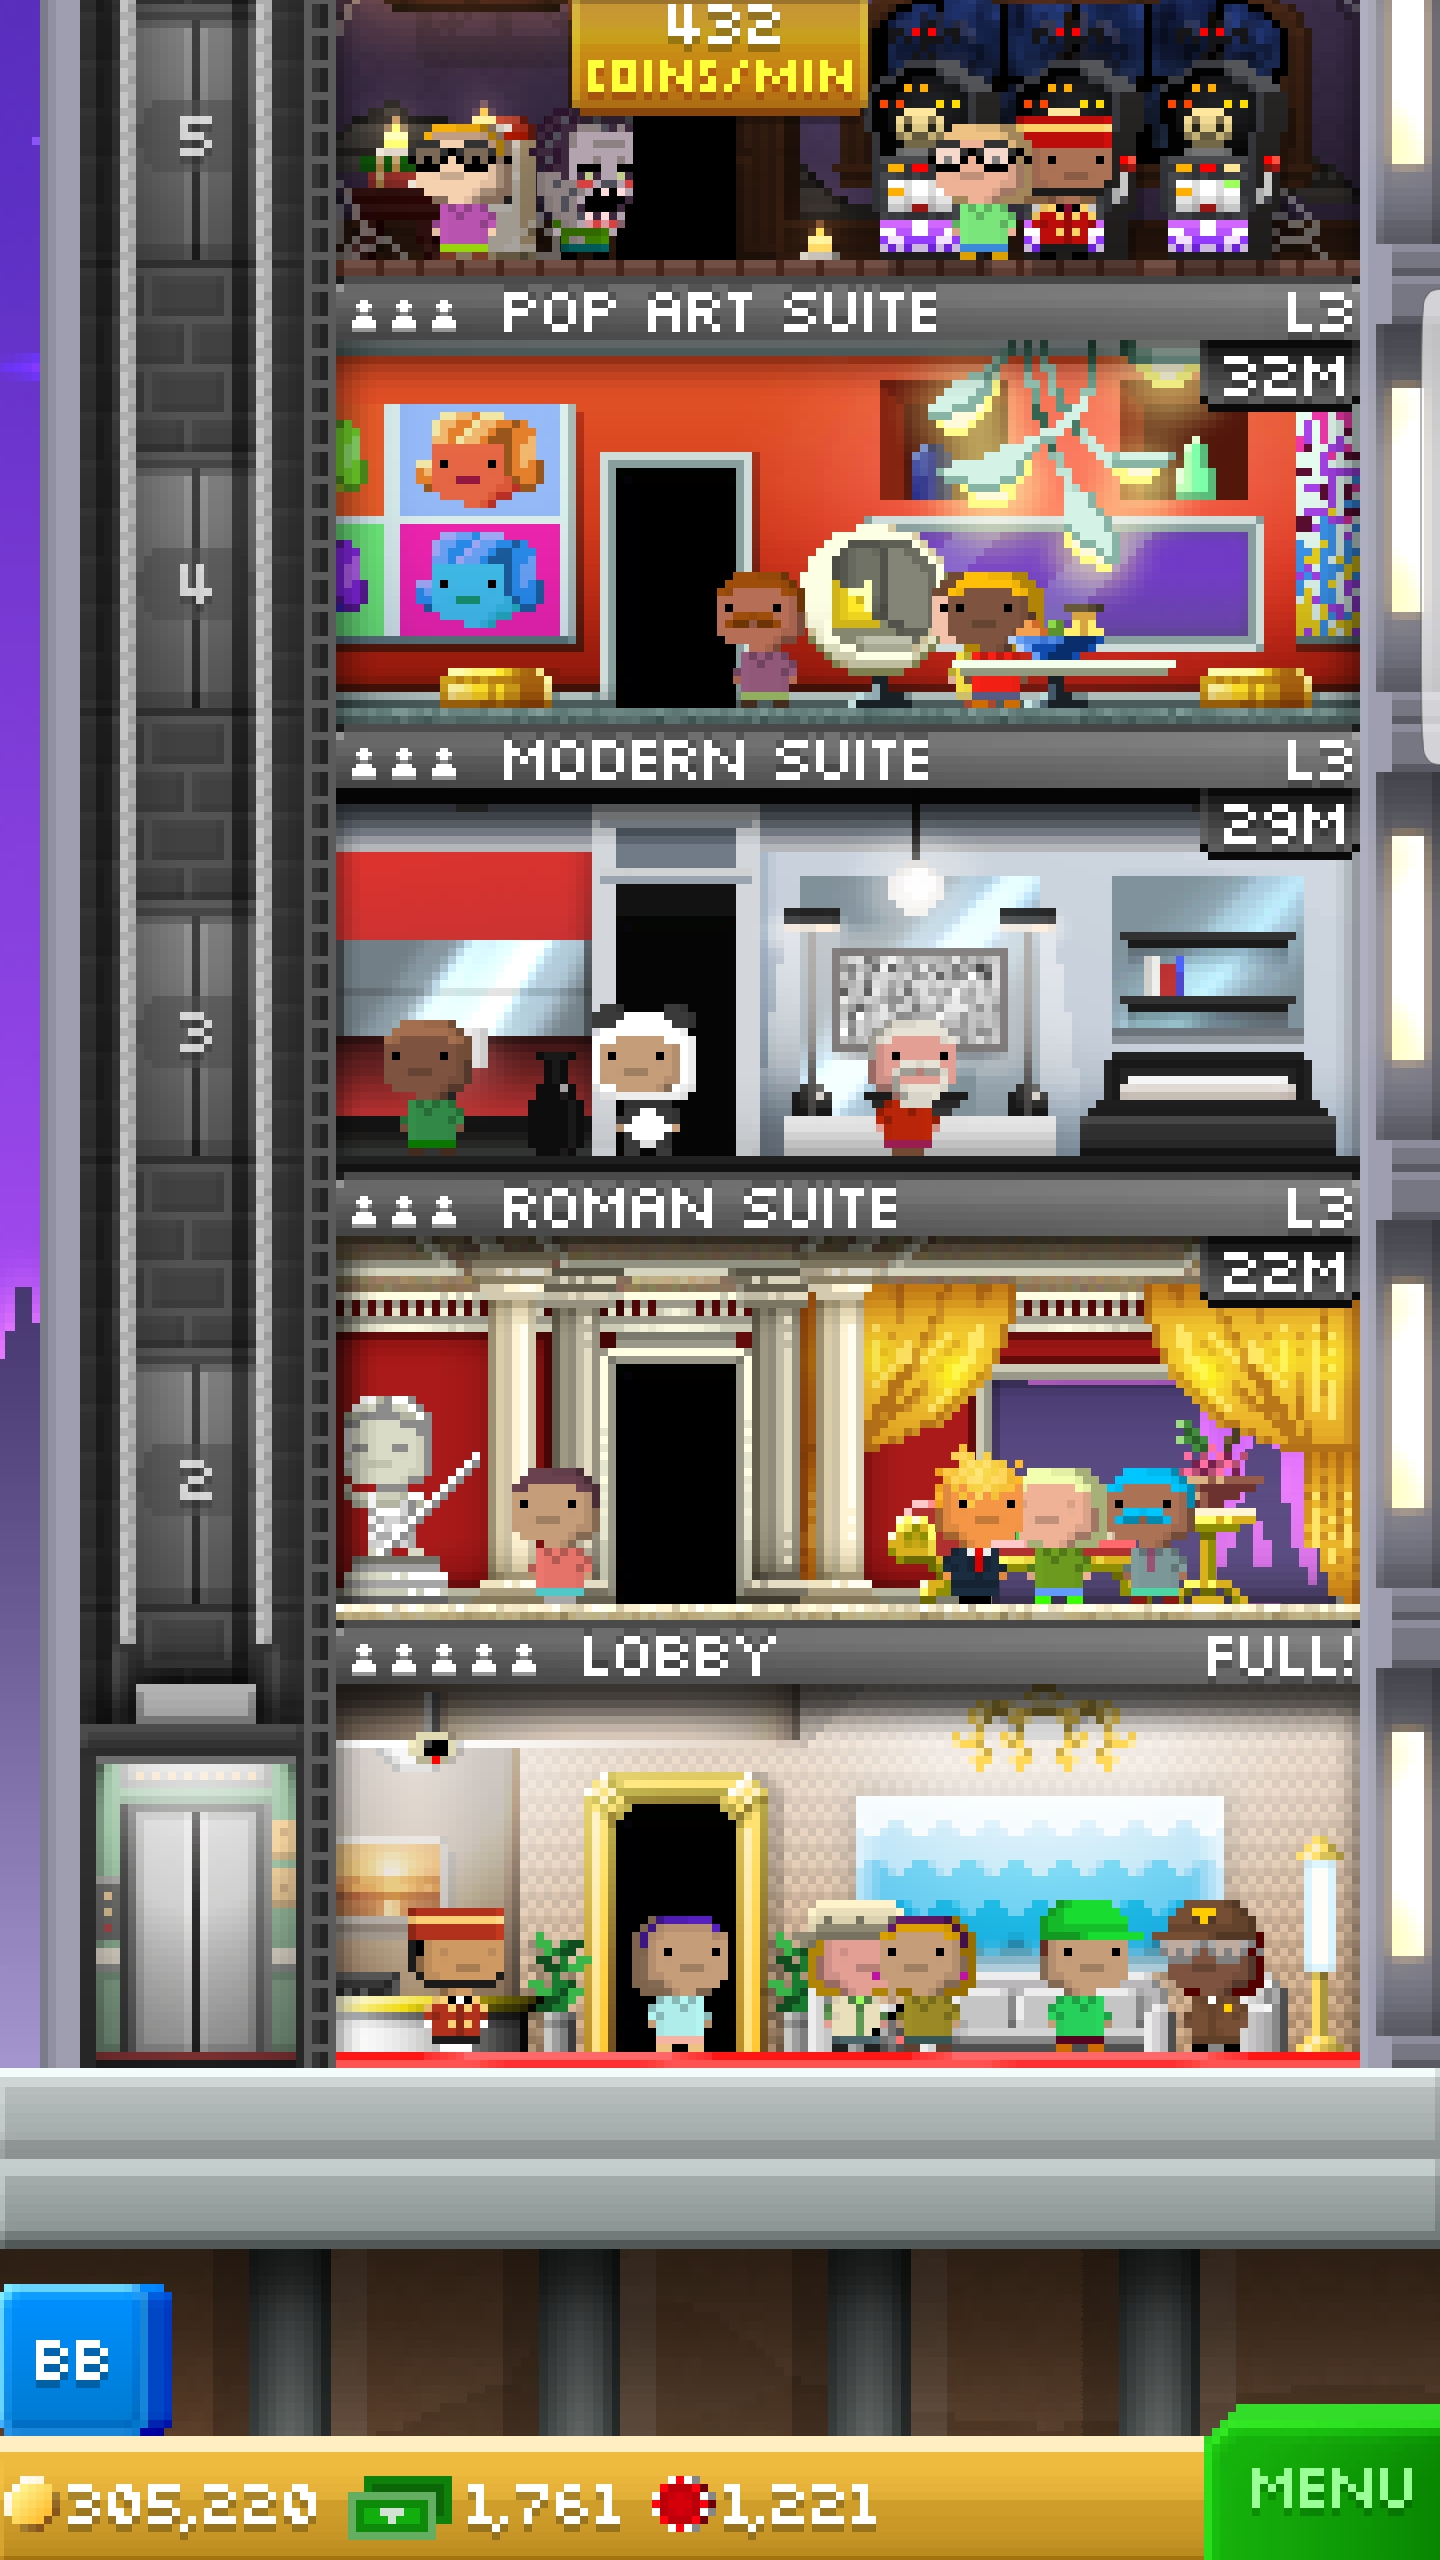 432
COINS/MIN
5
POP ART SUITE L3
32M
4
MODERN SUITE L3
29M
3
ROMAN SUITE L3
22M
2
LOBBY FULL!
BB
305,220 1,761 1,221
MENU